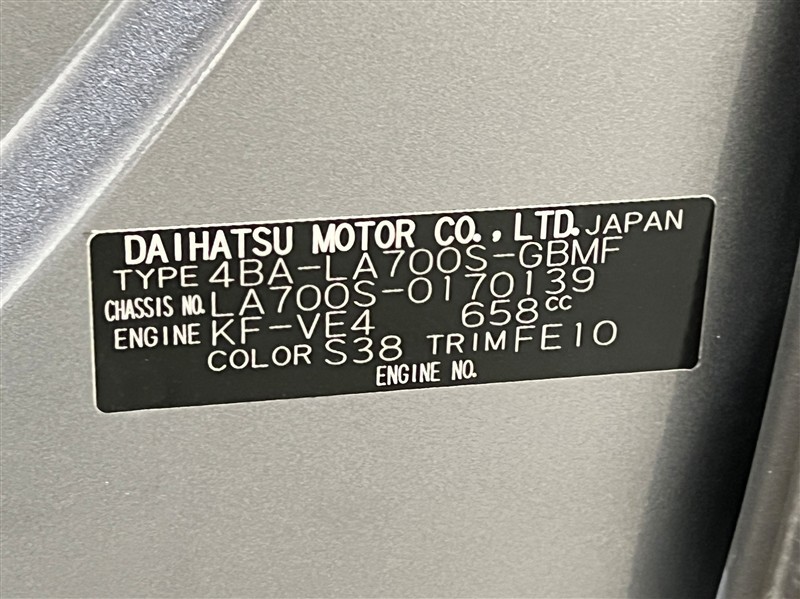 DAIHATSU MOTOR CO., LTD. JAPAN
TYPE 4BA-LA700S-GBMF
CHASSIS NO. LA700S-0170139
ENGINE KF-VE4 658cc
COLOR S38 TRIM FE10
ENGINE NO.